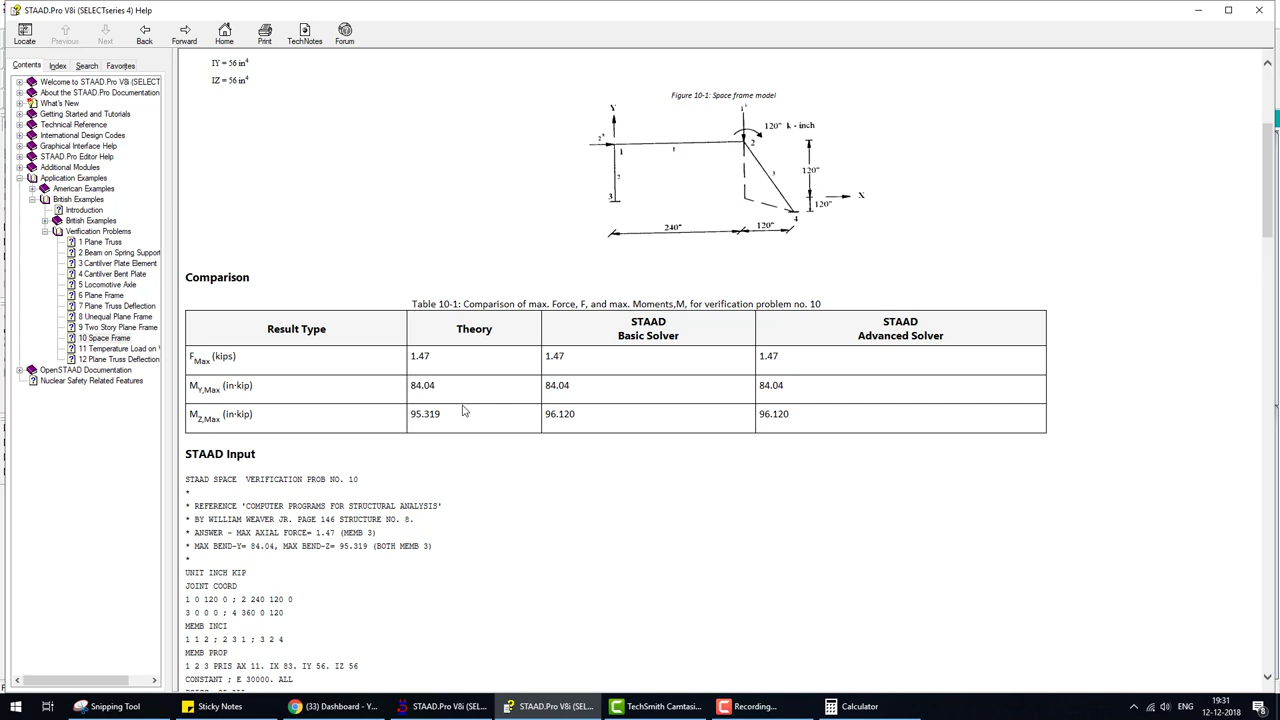 STAAD.Pro V8i (SELECTseries 4) Help
Locate
Previous
Next
Back
Forward
Home
Print
TechNotes
Forum
Contents
Index
Search
Favorites
Welcome to STAAD.Pro V8i (SELECT
About the STAAD.Pro Documentation
What's New
Getting Started and Tutorials
Technical Reference
International Design Codes
Graphical Interface Help
STAAD.Pro Editor Help
Additional Modules
Application Examples
American Examples
British Examples
Introduction
British Examples
Verification Problems
1 Plane Truss
2 Beam on Spring Support
3 Cantilver Plate Element
4 Cantilver Bent Plate
5 Locomotive Axle
6 Plane Frame
7 Plane Truss Deflection
8 Unequal Plane Frame
9 Two Story Plane Frame
10 Space Frame
11 Temperature Load on
12 Plane Truss Deflection
OpenSTAAD Documentation
Nuclear Safety Related Features
IY = 56 in4
IZ = 56 in4
Figure 10-1: Space frame model
Y
1k
120" k - inch
2k
1
1
2
2
3
3
120"
X
120"
4
240"
120"
Comparison
Table 10-1: Comparison of max. Force, F, and max. Moments,M, for verification problem no. 10
Result Type
Theory
STAAD
Basic Solver
STAAD
Advanced Solver
FMax (kips)
1.47
1.47
1.47
MY,Max (in·kip)
84.04
84.04
84.04
MZ,Max (in·kip)
95.319
96.120
96.120
STAAD Input
STAAD SPACE VERIFICATION PROB NO. 10
*
* REFERENCE 'COMPUTER PROGRAMS FOR STRUCTURAL ANALYSIS'
* BY WILLIAM WEAVER JR. PAGE 146 STRUCTURE NO. 8.
* ANSWER - MAX AXIAL FORCE= 1.47 (MEMB 3)
* MAX BEND-Y= 84.04, MAX BEND-Z= 95.319 (BOTH MEMB 3)
*
UNIT INCH KIP
JOINT COORD
1 0 120 0 ; 2 240 120 0
3 0 0 0 ; 4 360 0 120
MEMB INCI
1 1 2 ; 2 3 1 ; 3 2 4
MEMB PROP
1 2 3 PRIS AX 11. IX 83. IY 56. IZ 56
CONSTANT ; E 30000. ALL
Snipping Tool
Sticky Notes
(33) Dashboard - Y...
STAAD.Pro V8i (SEL...
STAAD.Pro V8i (SEL...
TechSmith Camtasi...
Recording...
Calculator
ENG
19:31
12-12-2018
8